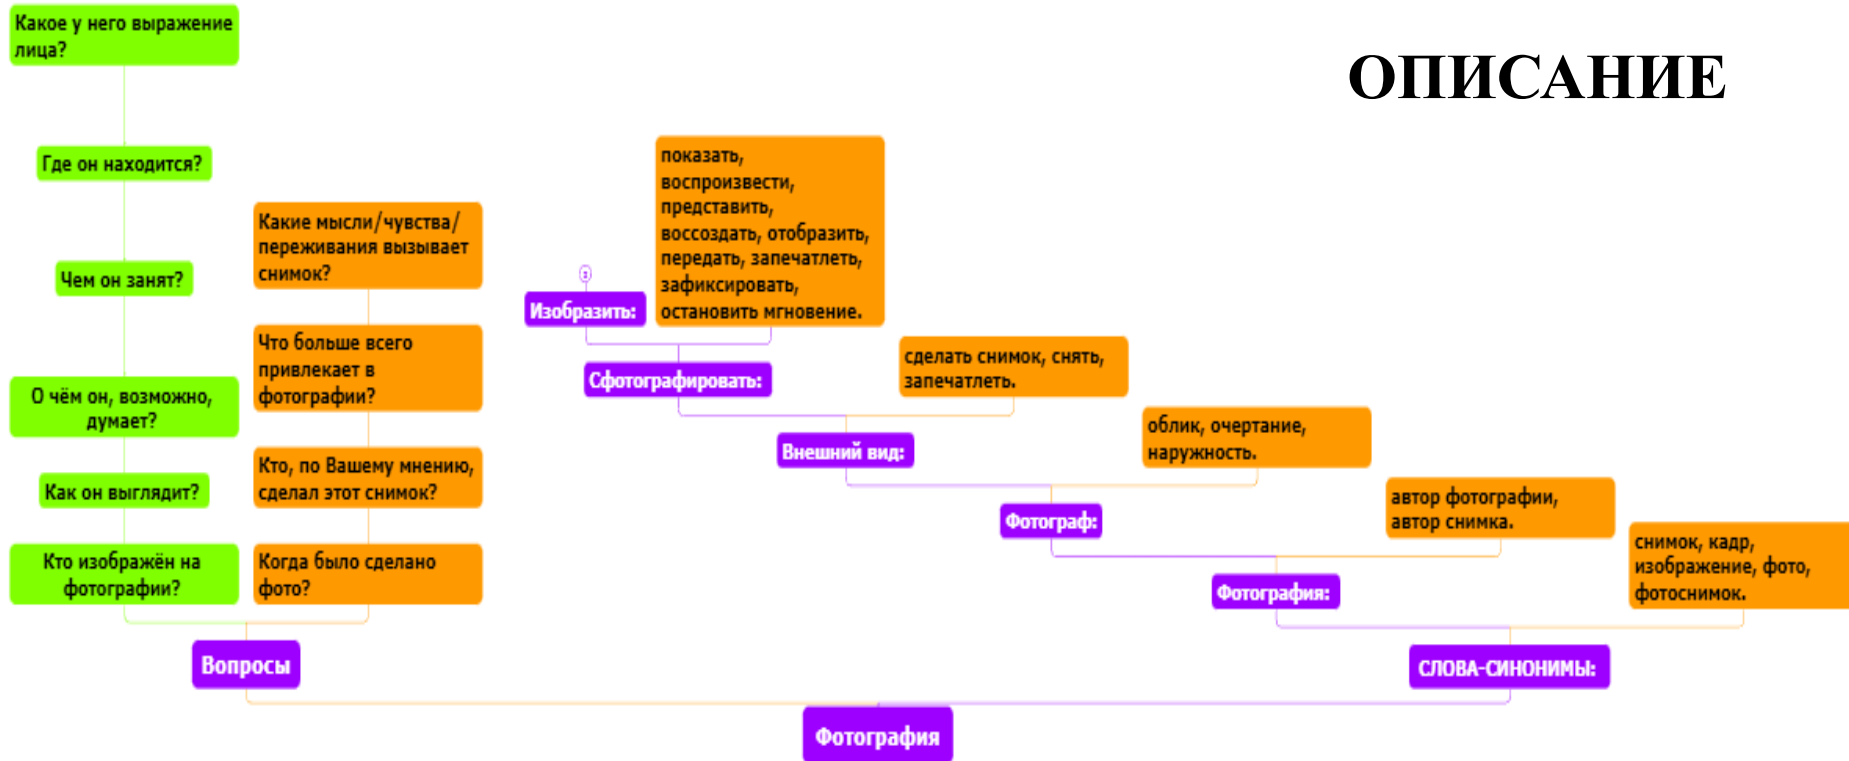 ОПИСАНИЕ
Какое у него выражение
лица?
Где он находится?
Чем он занят?
О чём он, возможно,
думает?
Как он выглядит?
Кто изображён на
фотографии?
Какие мысли/чувства/
переживания вызывает
снимок?
Что больше всего
привлекает в
фотографии?
Кто, по Вашему мнению,
сделал этот снимок?
Когда было сделано
фото?
Вопросы
Изобразить:
показать,
воспроизвести,
представить,
воссоздать, отобразить,
передать, запечатлеть,
зафиксировать,
остановить мгновение.
Сфотографировать:
сделать снимок, снять,
запечатлеть.
Внешний вид:
облик, очертание,
наружность.
Фотограф:
автор фотографии,
автор снимка.
Фотография:
снимок, кадр,
изображение, фото,
фотоснимок.
СЛОВА-СИНОНИМЫ:
Фотография